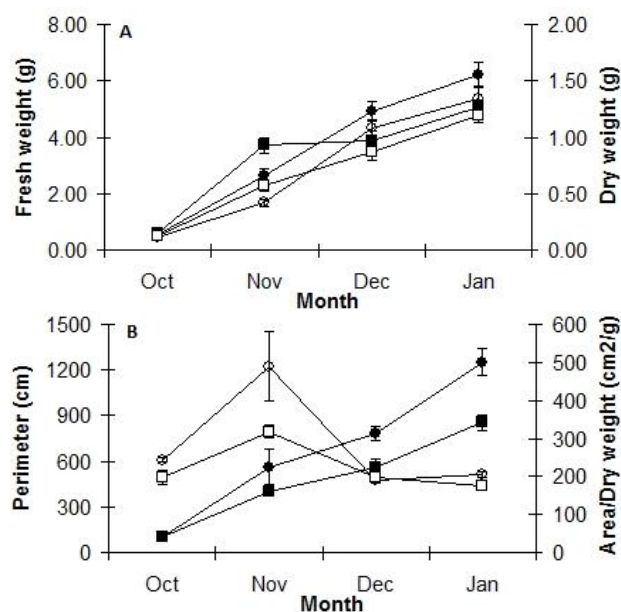 A
8.00
6.00
4.00
2.00
0.00
Fresh weight (g)
2.00
1.50
1.00
0.50
0.00
Dry weight (g)
Oct Nov Dec Jan
Month
B
1500
1200
900
600
300
0
Perimeter (cm)
600
500
400
300
200
100
0
Area/Dry weight (cm2/g)
Oct Nov Dec Jan
Month